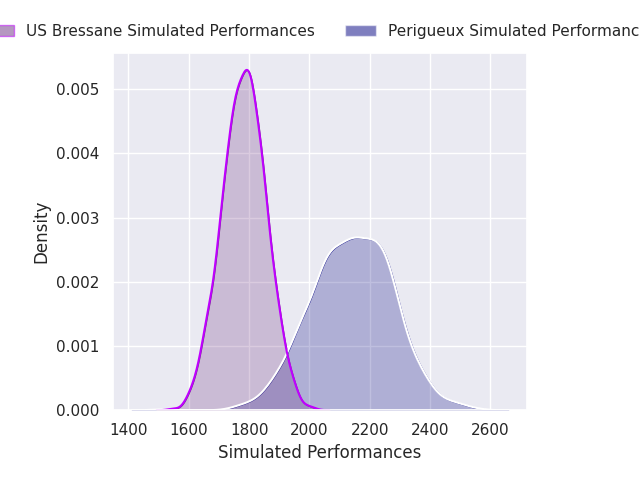 US Bressane Simulated Performances
Perigueux Simulated Performanc
0.005
0.004
0.003
0.002
0.001
0.000
Density
1400 1600 1800 2000 2200 2400 2600
Simulated Performances